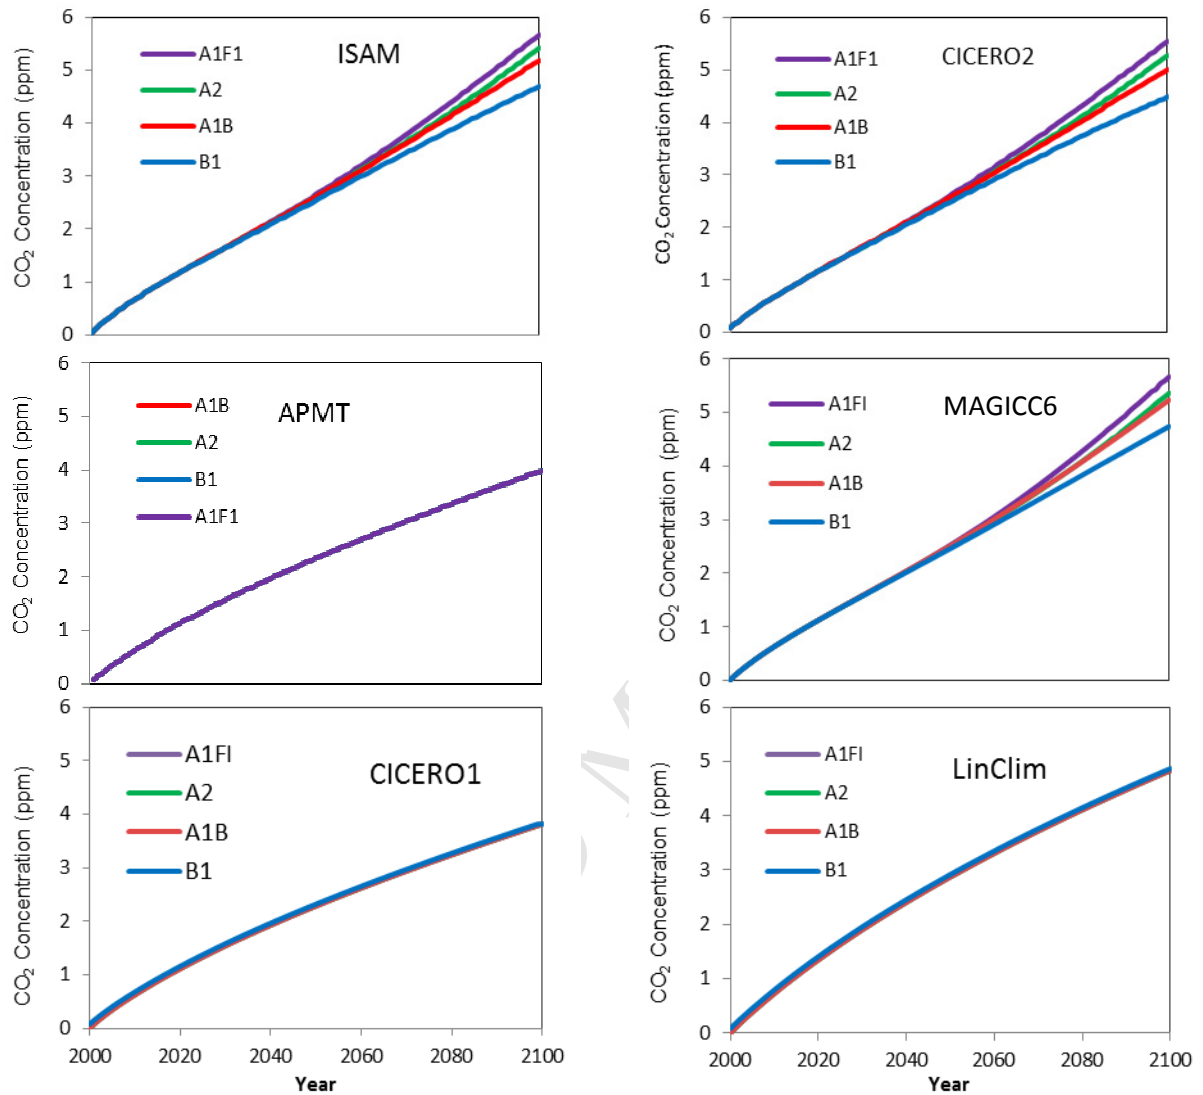 ISAM
CO2 Concentration (ppm)
6
5
4
3
2
1
0
A1F1
A2
A1B
B1
CICERO2
CO2 Concentration (ppm)
6
5
4
3
2
1
0
A1F1
A2
A1B
B1
APMT
CO2 Concentration (ppm)
6
5
4
3
2
1
0
A1B
A2
B1
A1F1
MAGICC6
CO2 Concentration (ppm)
6
5
4
3
2
1
0
A1FI
A2
A1B
B1
CICERO1
CO2 Concentration (ppm)
6
5
4
3
2
1
0
A1FI
A2
A1B
B1
2000 2020 2040 2060 2080 2100
Year
LinClim
CO2 Concentration (ppm)
6
5
4
3
2
1
0
A1FI
A2
A1B
B1
2000 2020 2040 2060 2080 2100
Year